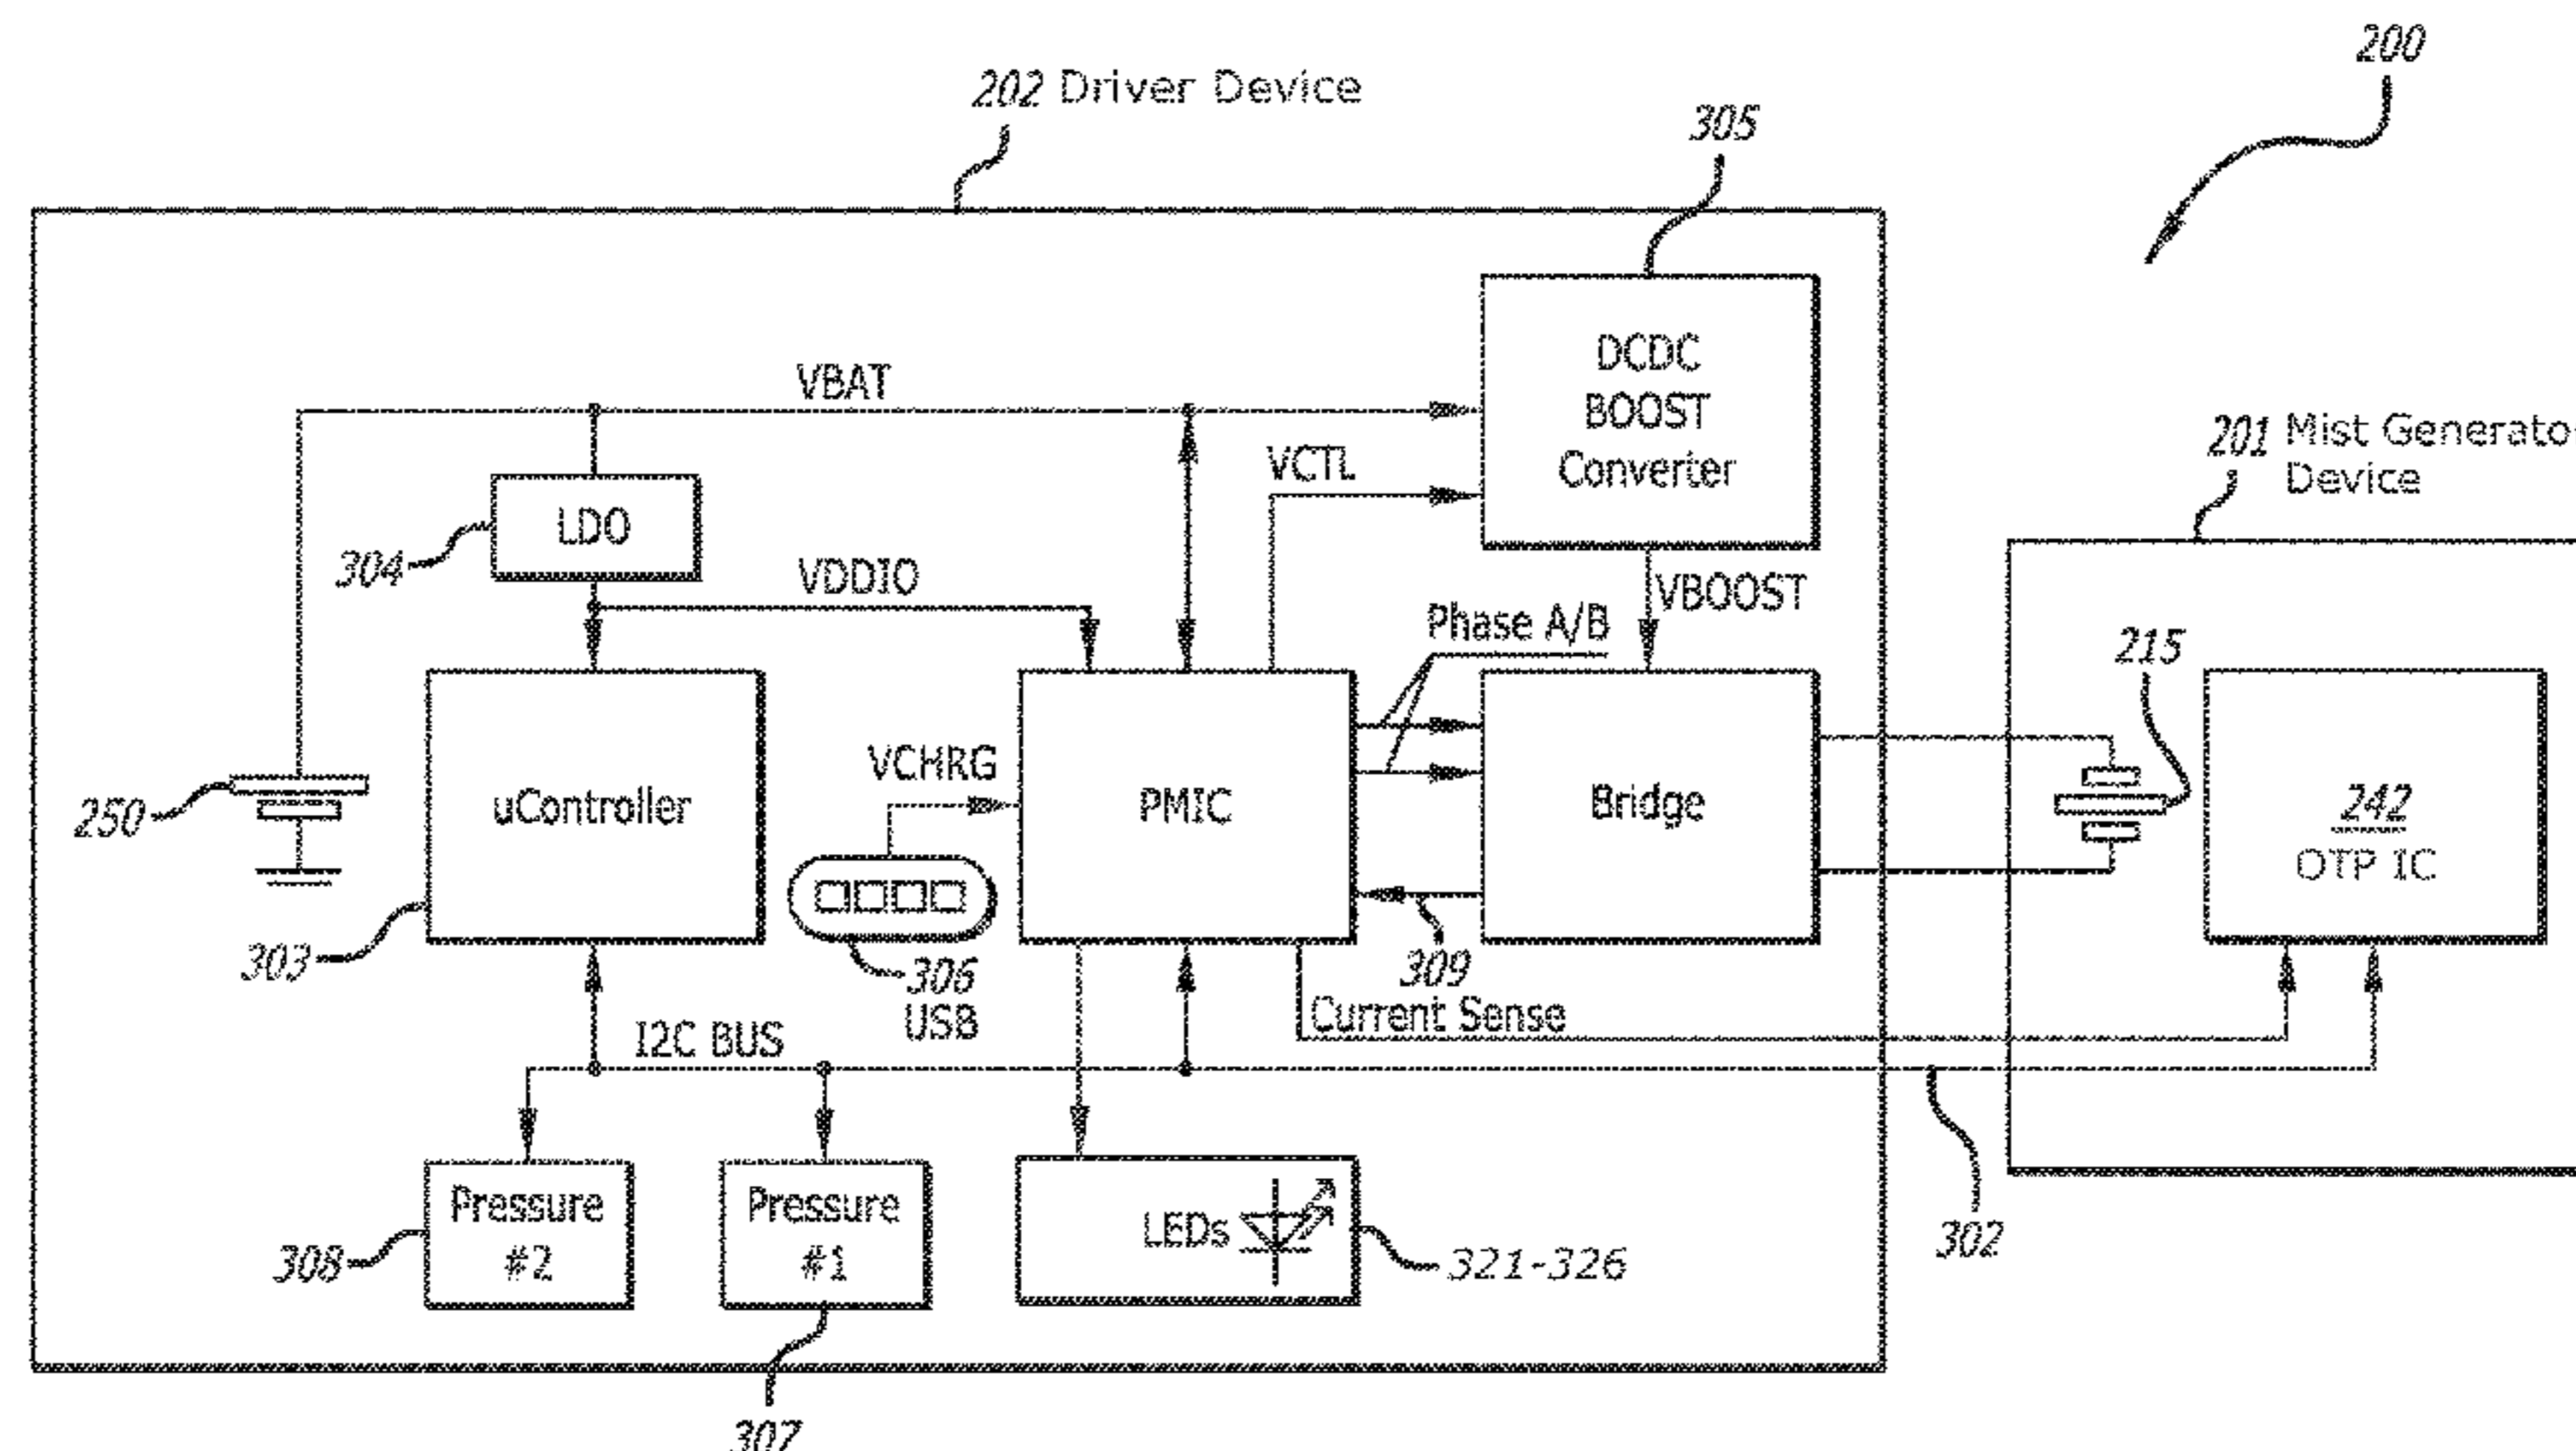 200
202 Driver Device
305
VBAT
DCDC
BOOST
Converter
VCTL
201 Mist Generator
Device
LDO
304
VDDIO
VBOOST
Phase A/B
215
VCHRG
250
uController
PMIC
Bridge
242
OTP IC
303
306
USB
309
Current Sense
I2C BUS
302
Pressure
#2
Pressure
#1
LEDs
308
321-326
307